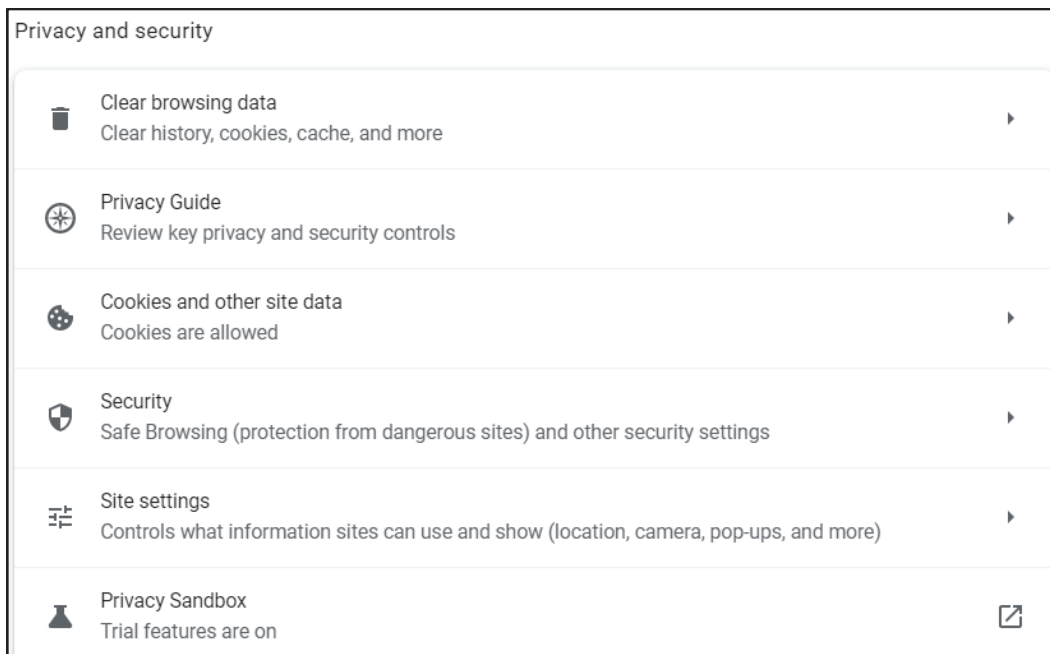 Privacy and security
Clear browsing data
Clear history, cookies, cache, and more
Privacy Guide
Review key privacy and security controls
Cookies and other site data
Cookies are allowed
Security
Safe Browsing (protection from dangerous sites) and other security settings
Site settings
Controls what information sites can use and show (location, camera, pop-ups, and more)
Privacy Sandbox
Trial features are on